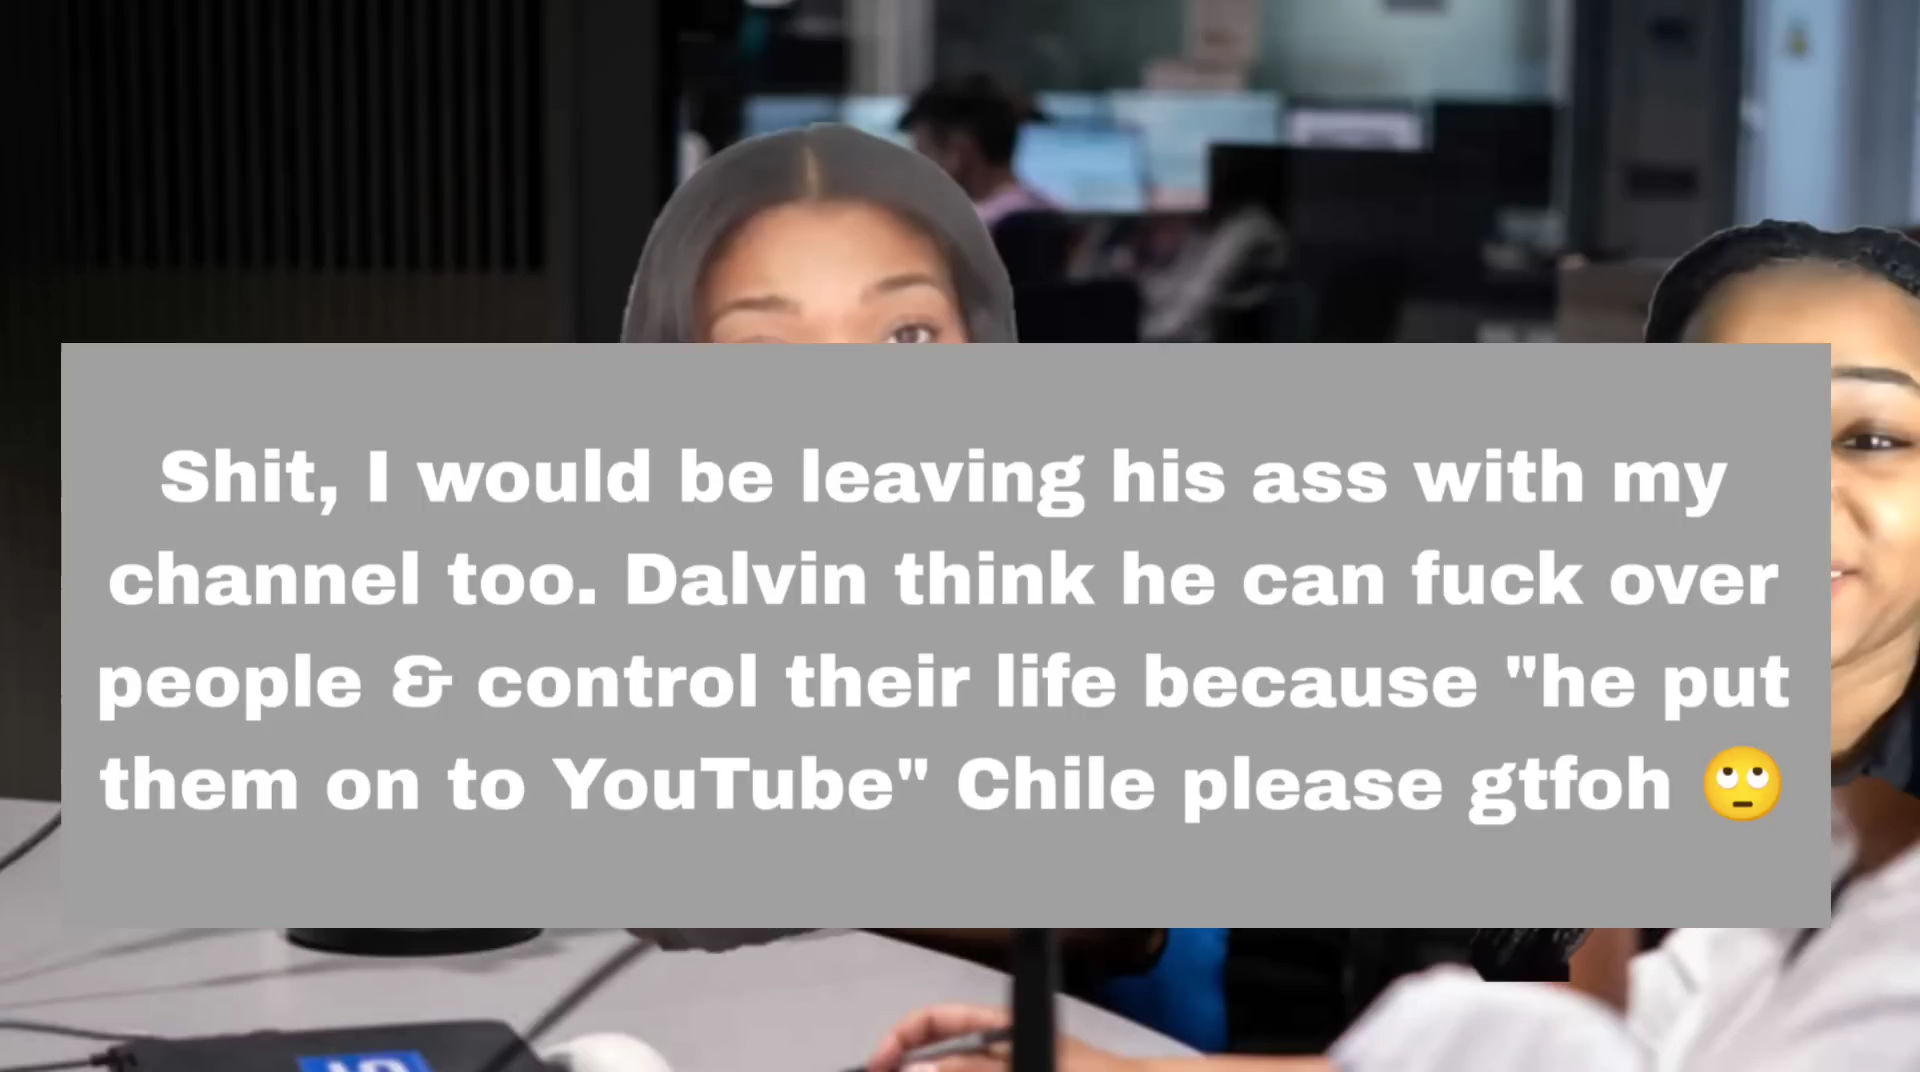 Shit, I would be leaving his ass with my
channel too. Dalvin think he can fuck over
people & control their life because "he put
them on to YouTube" Chile please gtfoh 🙄